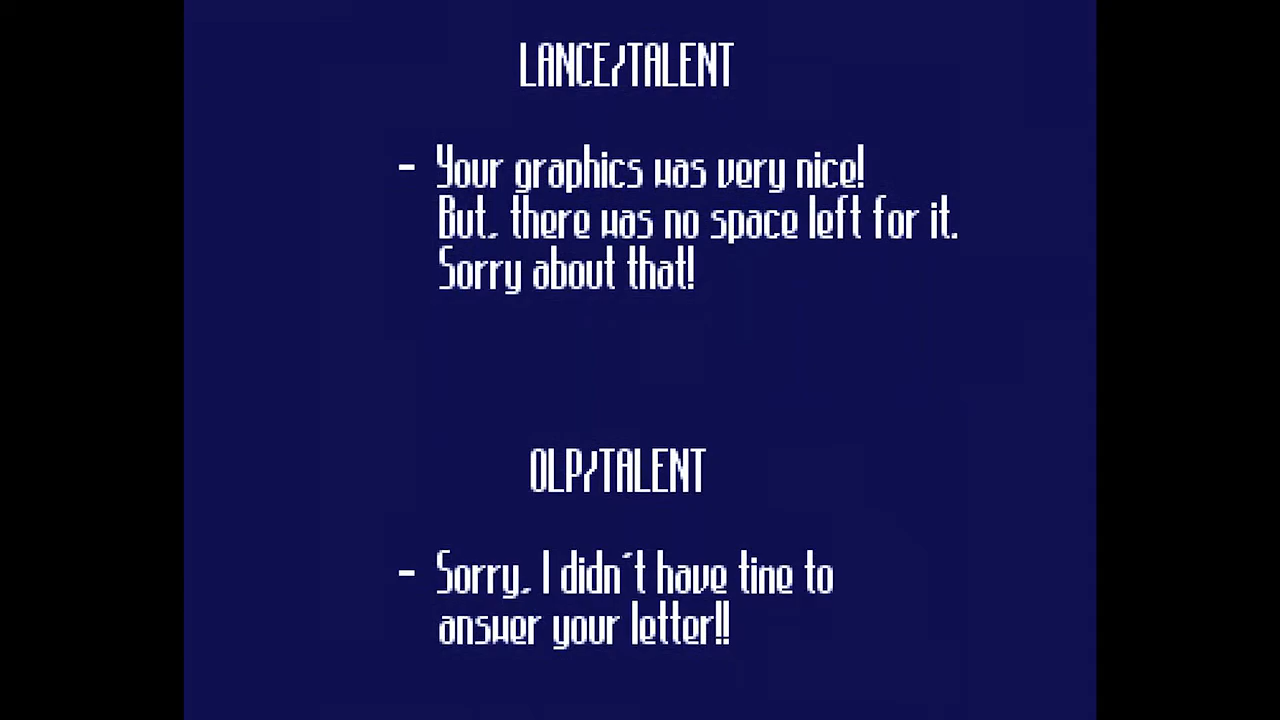 LANCE/TALENT
- Your graphics was very nice!
But, there was no space left for it.
Sorry about that!
OLP/TALENT
- Sorry, I didn´t have time to
answer your letter!!